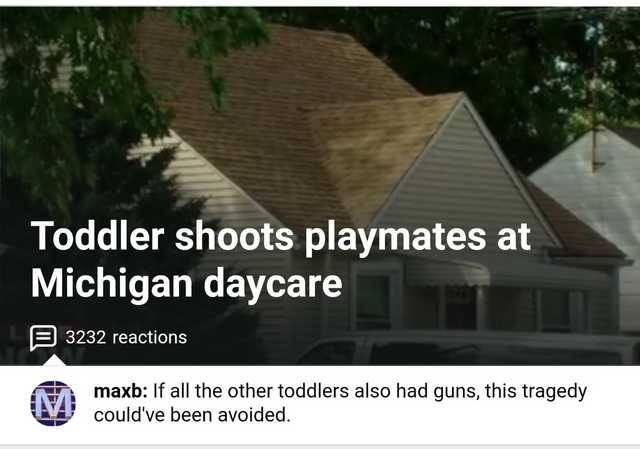 Toddler shoots playmates at
Michigan daycare
3232 reactions
M
maxb: If all the other toddlers also had guns, this tragedy
could've been avoided.